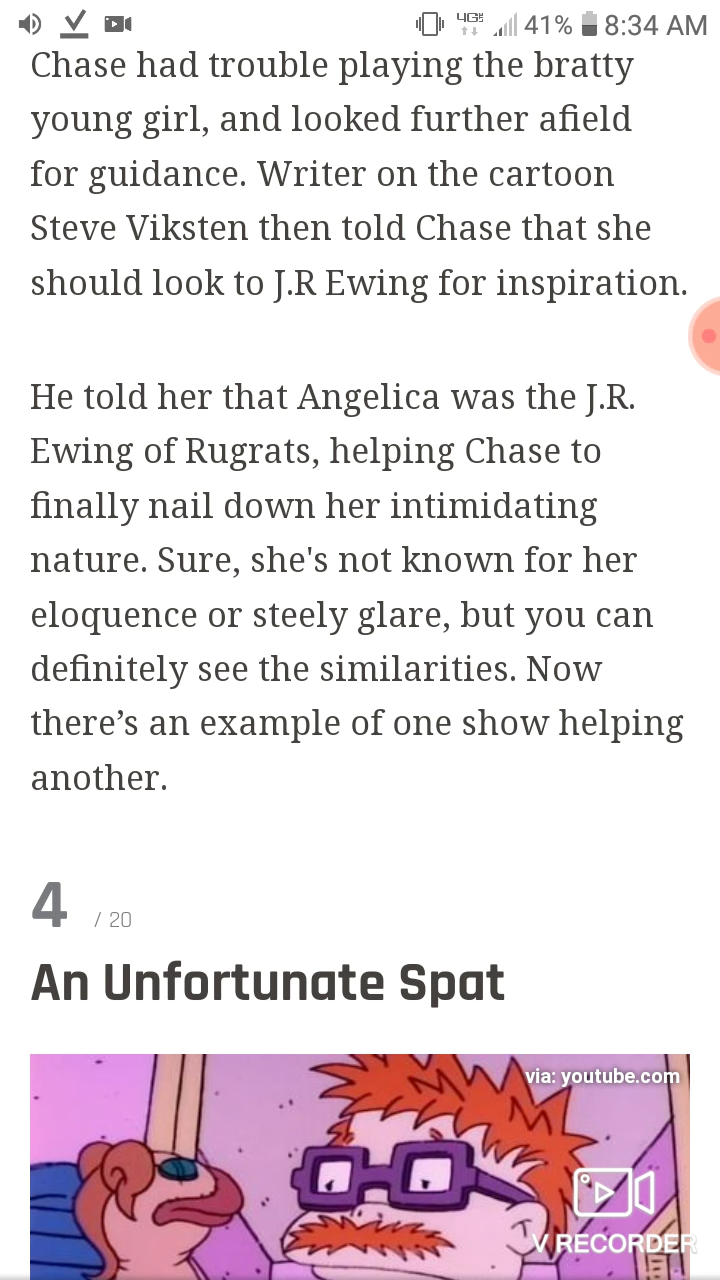 41% 8:34 AM
Chase had trouble playing the bratty
young girl, and looked further afield
for guidance. Writer on the cartoon
Steve Viksten then told Chase that she
should look to J.R Ewing for inspiration.
He told her that Angelica was the J.R.
Ewing of Rugrats, helping Chase to
finally nail down her intimidating
nature. Sure, she's not known for her
eloquence or steely glare, but you can
definitely see the similarities. Now
there’s an example of one show helping
another.
4 / 20
An Unfortunate Spat
via: youtube.com
V RECORDER